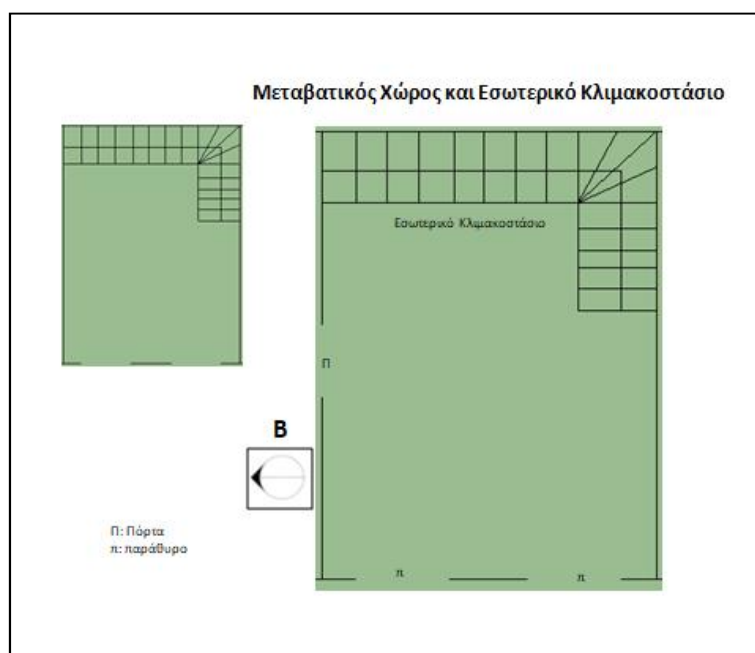 Μεταβατικός Χώρος και Εσωτερικό Κλιμακοστάσιο
Εσωτερικό Κλιμακοστάσιο
Π
Β
Π: Πόρτα
π: παράθυρο
π
π